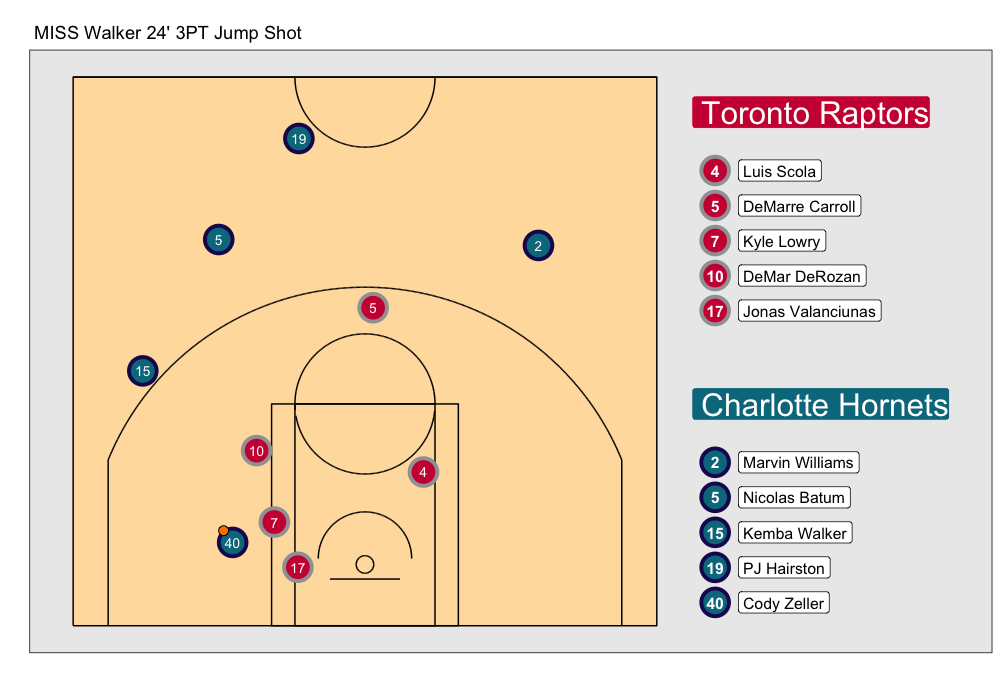 MISS Walker 24' 3PT Jump Shot
19
5
2
5
15
10
4
7
40
17
Toronto Raptors
4 Luis Scola
5 DeMarre Carroll
7 Kyle Lowry
10 DeMar DeRozan
17 Jonas Valanciunas
Charlotte Hornets
2 Marvin Williams
5 Nicolas Batum
15 Kemba Walker
19 PJ Hairston
40 Cody Zeller